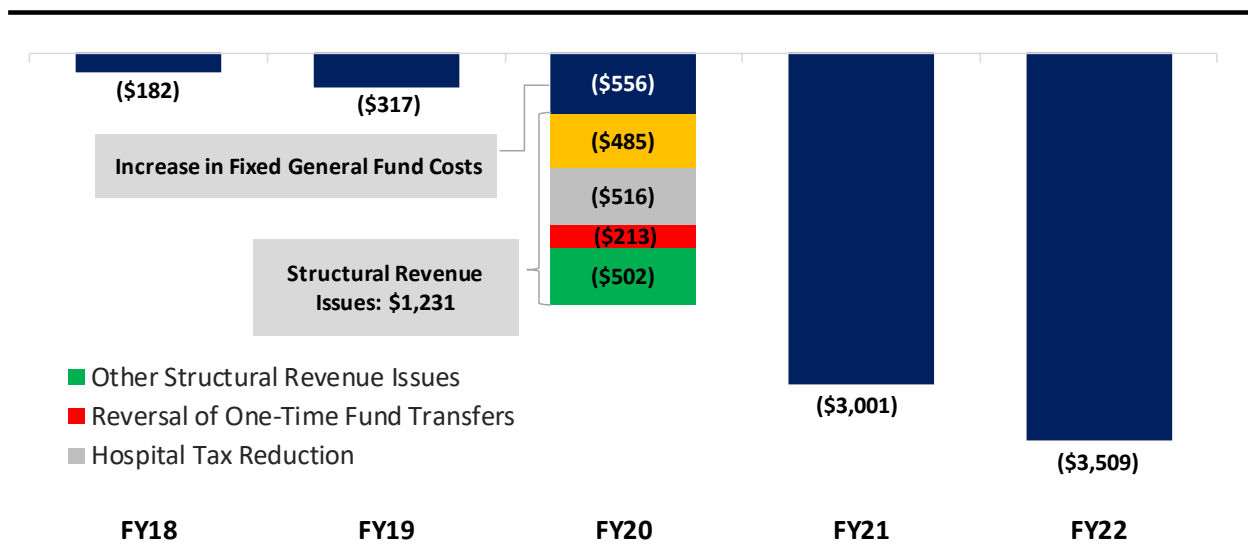 ($182)
($317)
($556)
($485)
($516)
($213)
($502)
($3,001)
($3,509)
Increase in Fixed General Fund Costs
Structural Revenue
Issues: $1,231
Other Structural Revenue Issues
Reversal of One-Time Fund Transfers
Hospital Tax Reduction
FY18
FY19
FY20
FY21
FY22